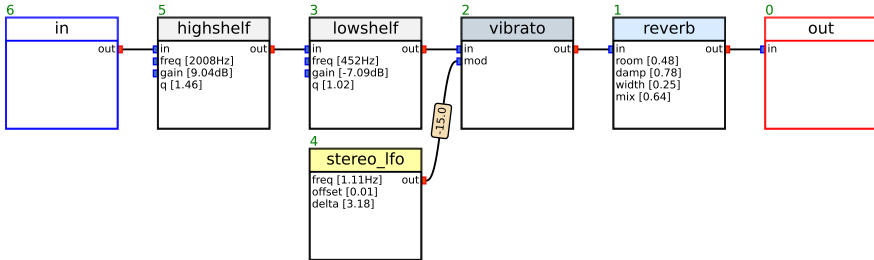 6
in
out
5
highshelf
in out
freq [2008Hz]
gain [9.04dB]
q [1.46]
3
lowshelf
in out
freq [452Hz]
gain [-7.09dB]
q [1.02]
2
vibrato
in out
mod
1
reverb
in out
room [0.48]
damp [0.78]
width [0.25]
mix [0.64]
0
out
in
-15.0
4
stereo_lfo
freq [1.11Hz] out
offset [0.01]
delta [3.18]